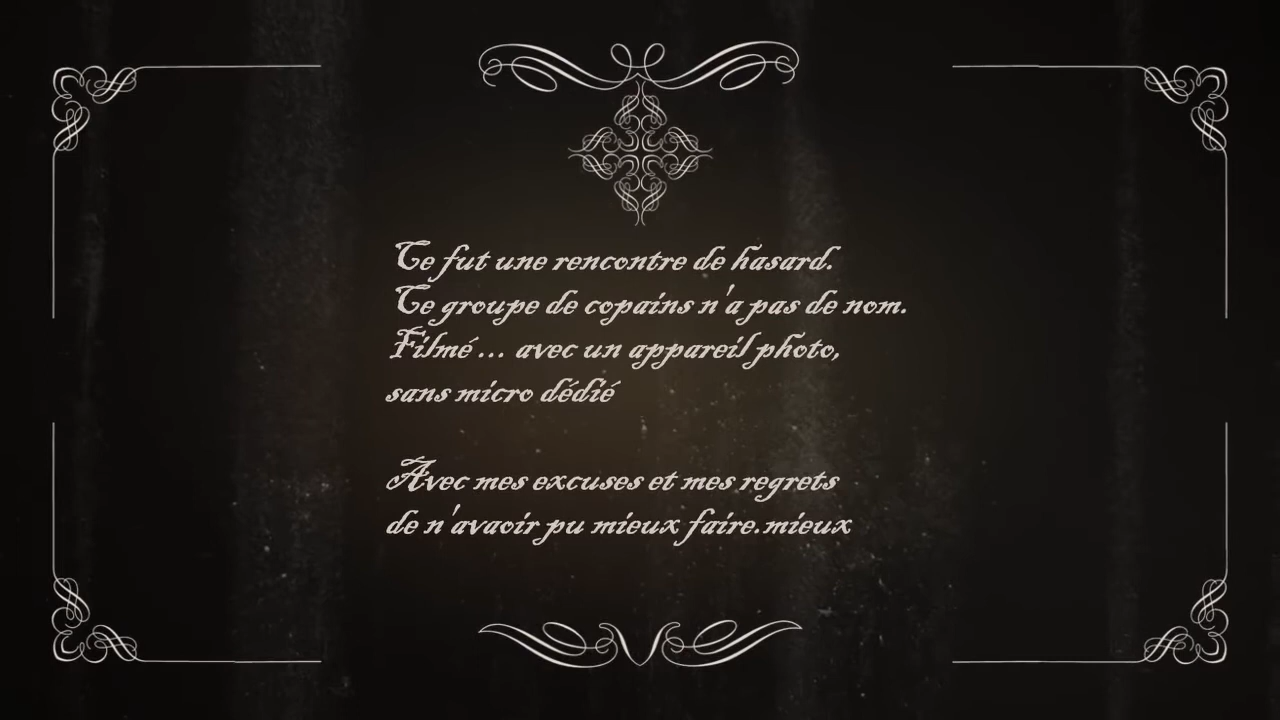 Ce fut une rencontre de hasard.
Ce groupe de copains n'a pas de nom.
Filmé ... avec un appareil photo,
sans micro dédié
Avec mes excuses et mes regrets
de n'avaoir pu mieux faire.mieux